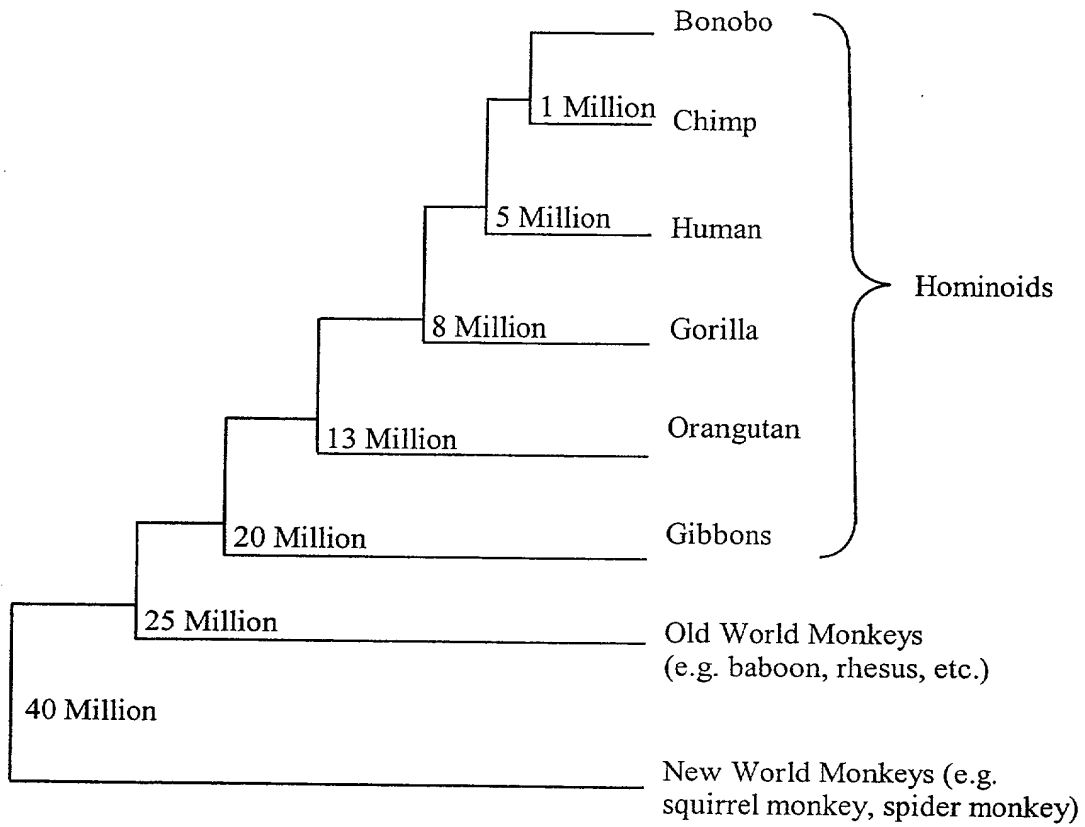 Bonobo
1 Million
Chimp
5 Million
Human
Hominoids
8 Million
Gorilla
13 Million
Orangutan
20 Million
Gibbons
25 Million
Old World Monkeys
(e.g. baboon, rhesus, etc.)
40 Million
New World Monkeys (e.g.
squirrel monkey, spider monkey)